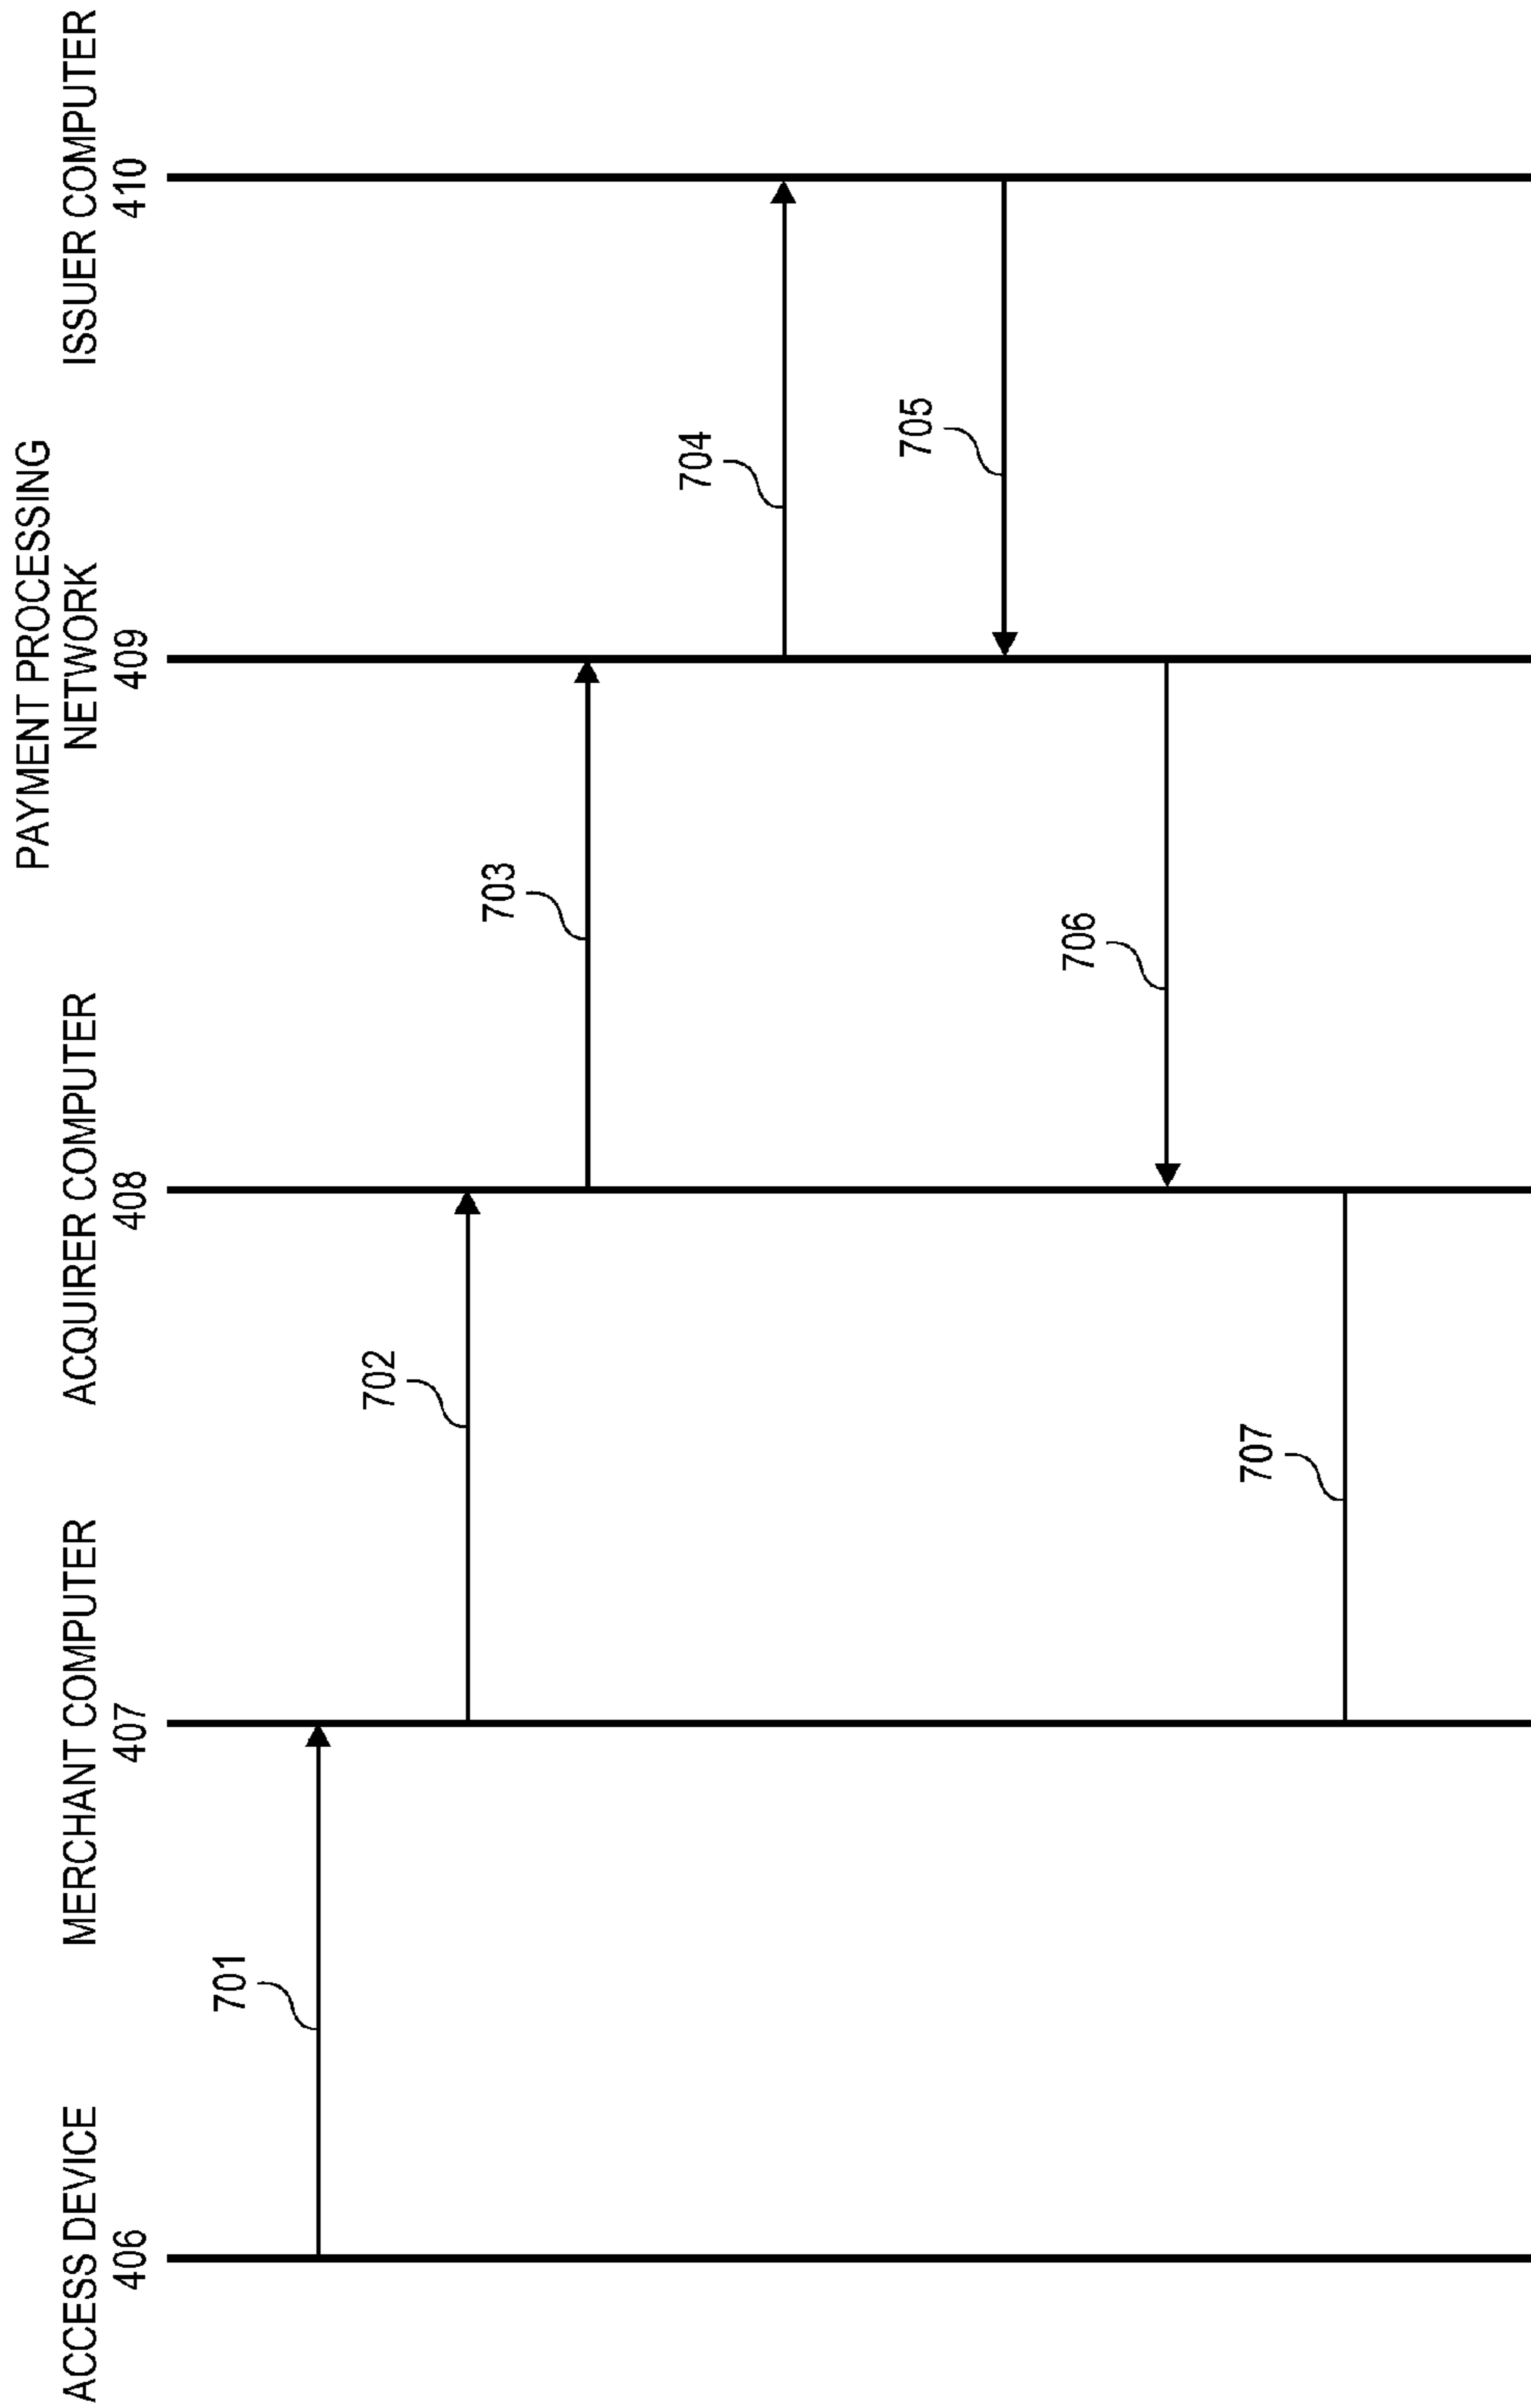 ACCESS DEVICE
406
MERCHANT COMPUTER
407
ACQUIRER COMPUTER
408
PAYMENT PROCESSING
NETWORK
409
ISSUER COMPUTER
410
701
702
703
704
705
706
707